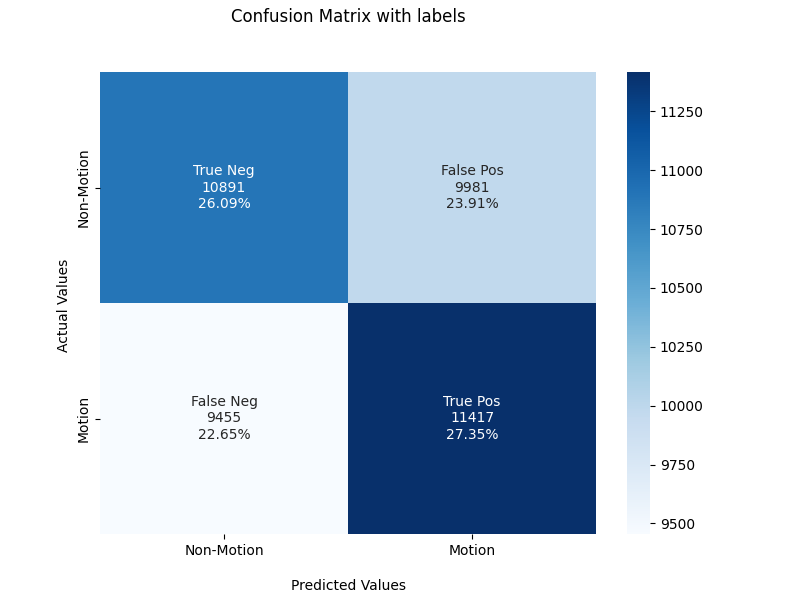 Confusion Matrix with labels
Actual Values
Non-Motion
Motion
True Neg
10891
26.09%
False Pos
9981
23.91%
False Neg
9455
22.65%
True Pos
11417
27.35%
Non-Motion
Motion
Predicted Values
11250
11000
10750
10500
10250
10000
9750
9500